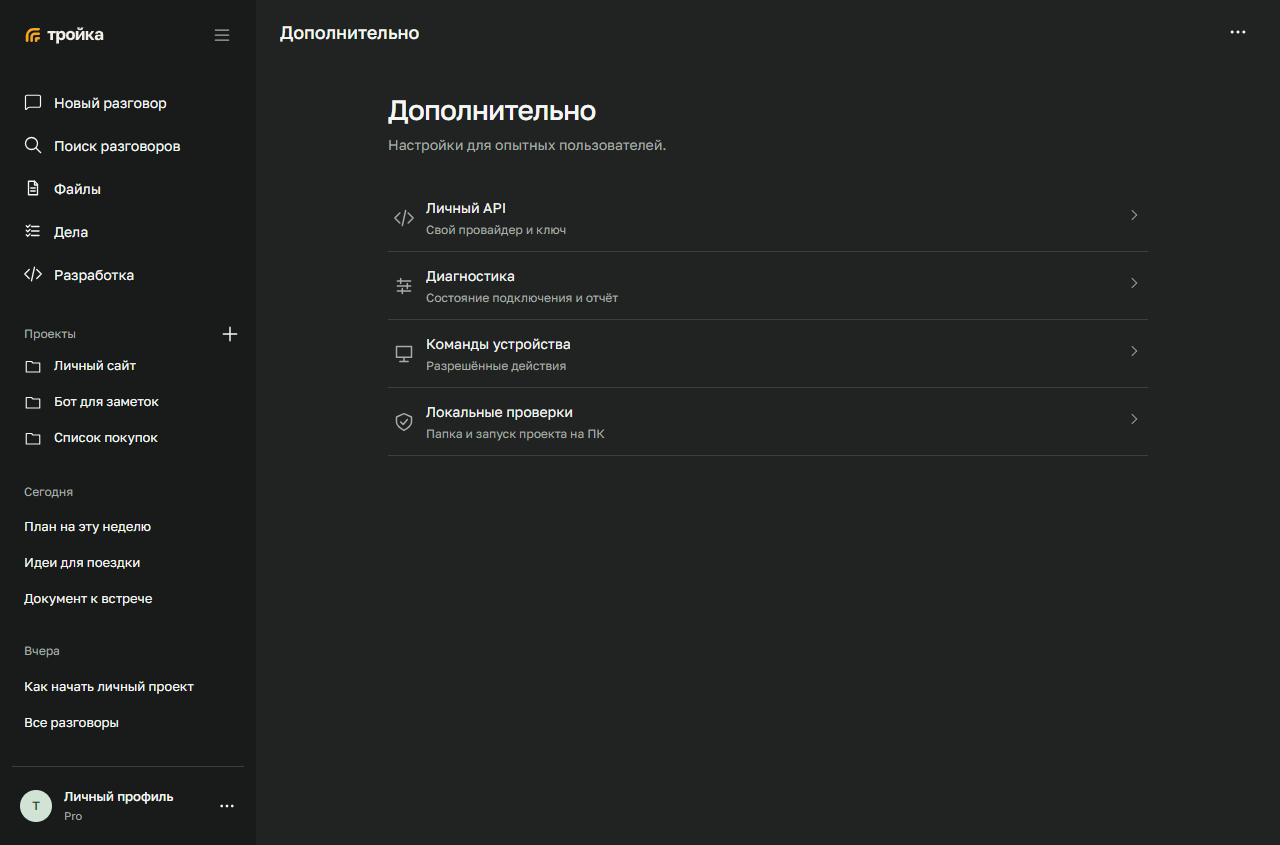 тройка
Новый разговор
Поиск разговоров
Файлы
Дела
Разработка
Проекты
Личный сайт
Бот для заметок
Список покупок
Сегодня
План на эту неделю
Идеи для поездки
Документ к встрече
Вчера
Как начать личный проект
Все разговоры
Т
Личный профиль
Pro
Дополнительно
Дополнительно
Настройки для опытных пользователей.
Личный API
Свой провайдер и ключ
Диагностика
Состояние подключения и отчёт
Команды устройства
Разрешённые действия
Локальные проверки
Папка и запуск проекта на ПК